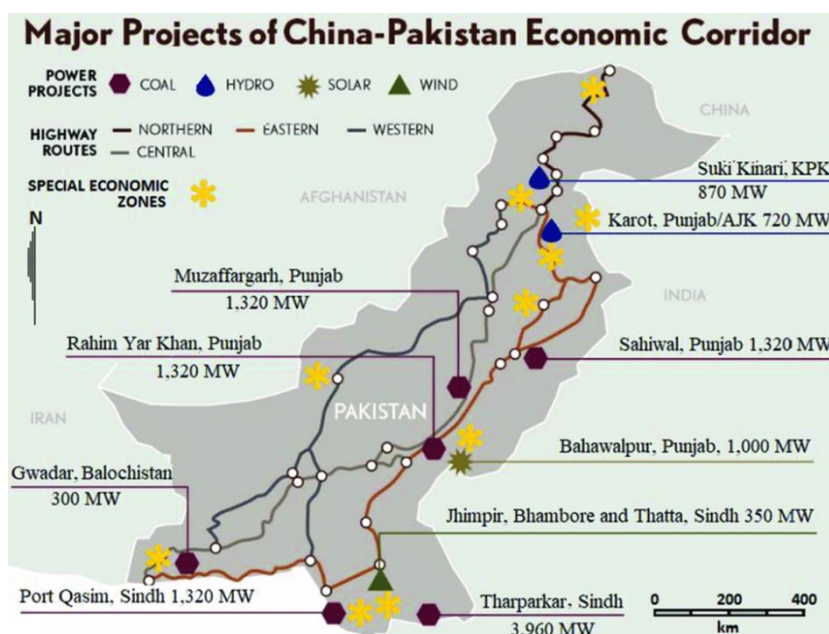 Major Projects of China-Pakistan Economic Corridor
POWER
PROJECTS
COAL
HYDRO
SOLAR
WIND
HIGHWAY
ROUTES
NORTHERN
EASTERN
WESTERN
CENTRAL
SPECIAL ECONOMIC
ZONES
N
CHINA
AFGHANISTAN
Suki Kinari, KPK
870 MW
Karot, Punjab/AJK 720 MW
Muzaffargarh, Punjab
1,320 MW
INDIA
Rahim Yar Khan, Punjab
1,320 MW
Sahiwal, Punjab 1,320 MW
IRAN
PAKISTAN
Bahawalpur, Punjab, 1,000 MW
Gwadar, Balochistan
300 MW
Jhimpir, Bhambore and Thatta, Sindh 350 MW
Port Qasim, Sindh 1,320 MW
Tharparkar, Sindh
3,960 MW
0 200 400
km